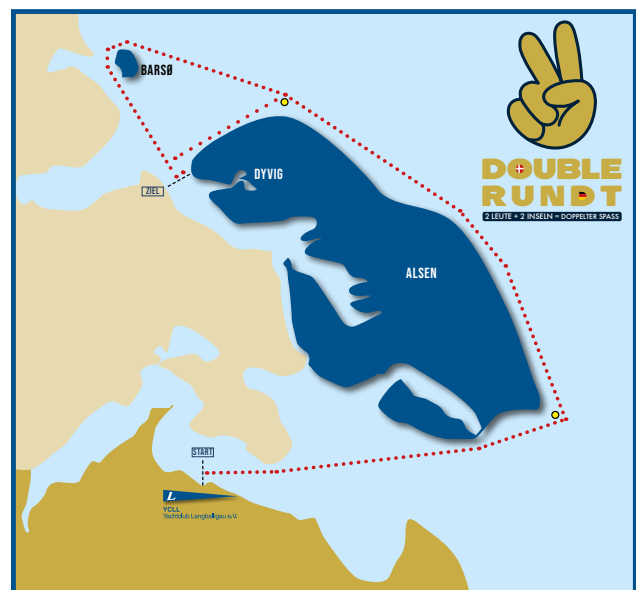 BARSØ
DOUBLE
RUNDT
2 LEUTE + 2 INSELN = DOPPELTER SPASS
DYVIG
ZIEL
ALSEN
START
L
YCLL
Yachtclub Langballigau e.V.